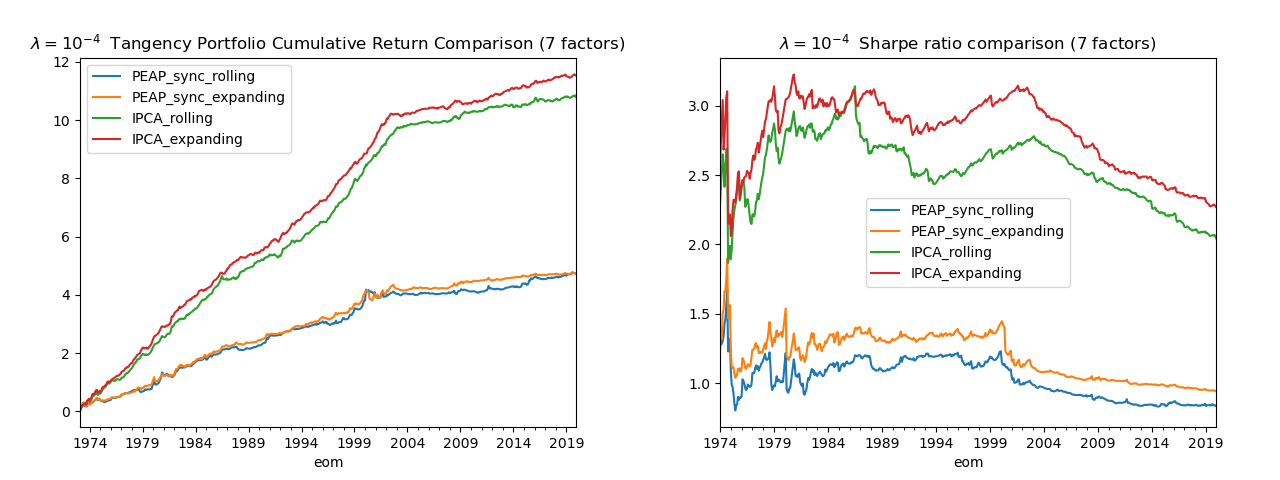 λ = 10⁻⁴ Tangency Portfolio Cumulative Return Comparison (7 factors)
12
10
8
6
4
2
0
PEAP_sync_rolling
PEAP_sync_expanding
IPCA_rolling
IPCA_expanding
1974 1979 1984 1989 1994 1999 2004 2009 2014 2019
eom
λ = 10⁻⁴ Sharpe ratio comparison (7 factors)
3.0
2.5
2.0
1.5
1.0
PEAP_sync_rolling
PEAP_sync_expanding
IPCA_rolling
IPCA_expanding
1974 1979 1984 1989 1994 1999 2004 2009 2014 2019
eom